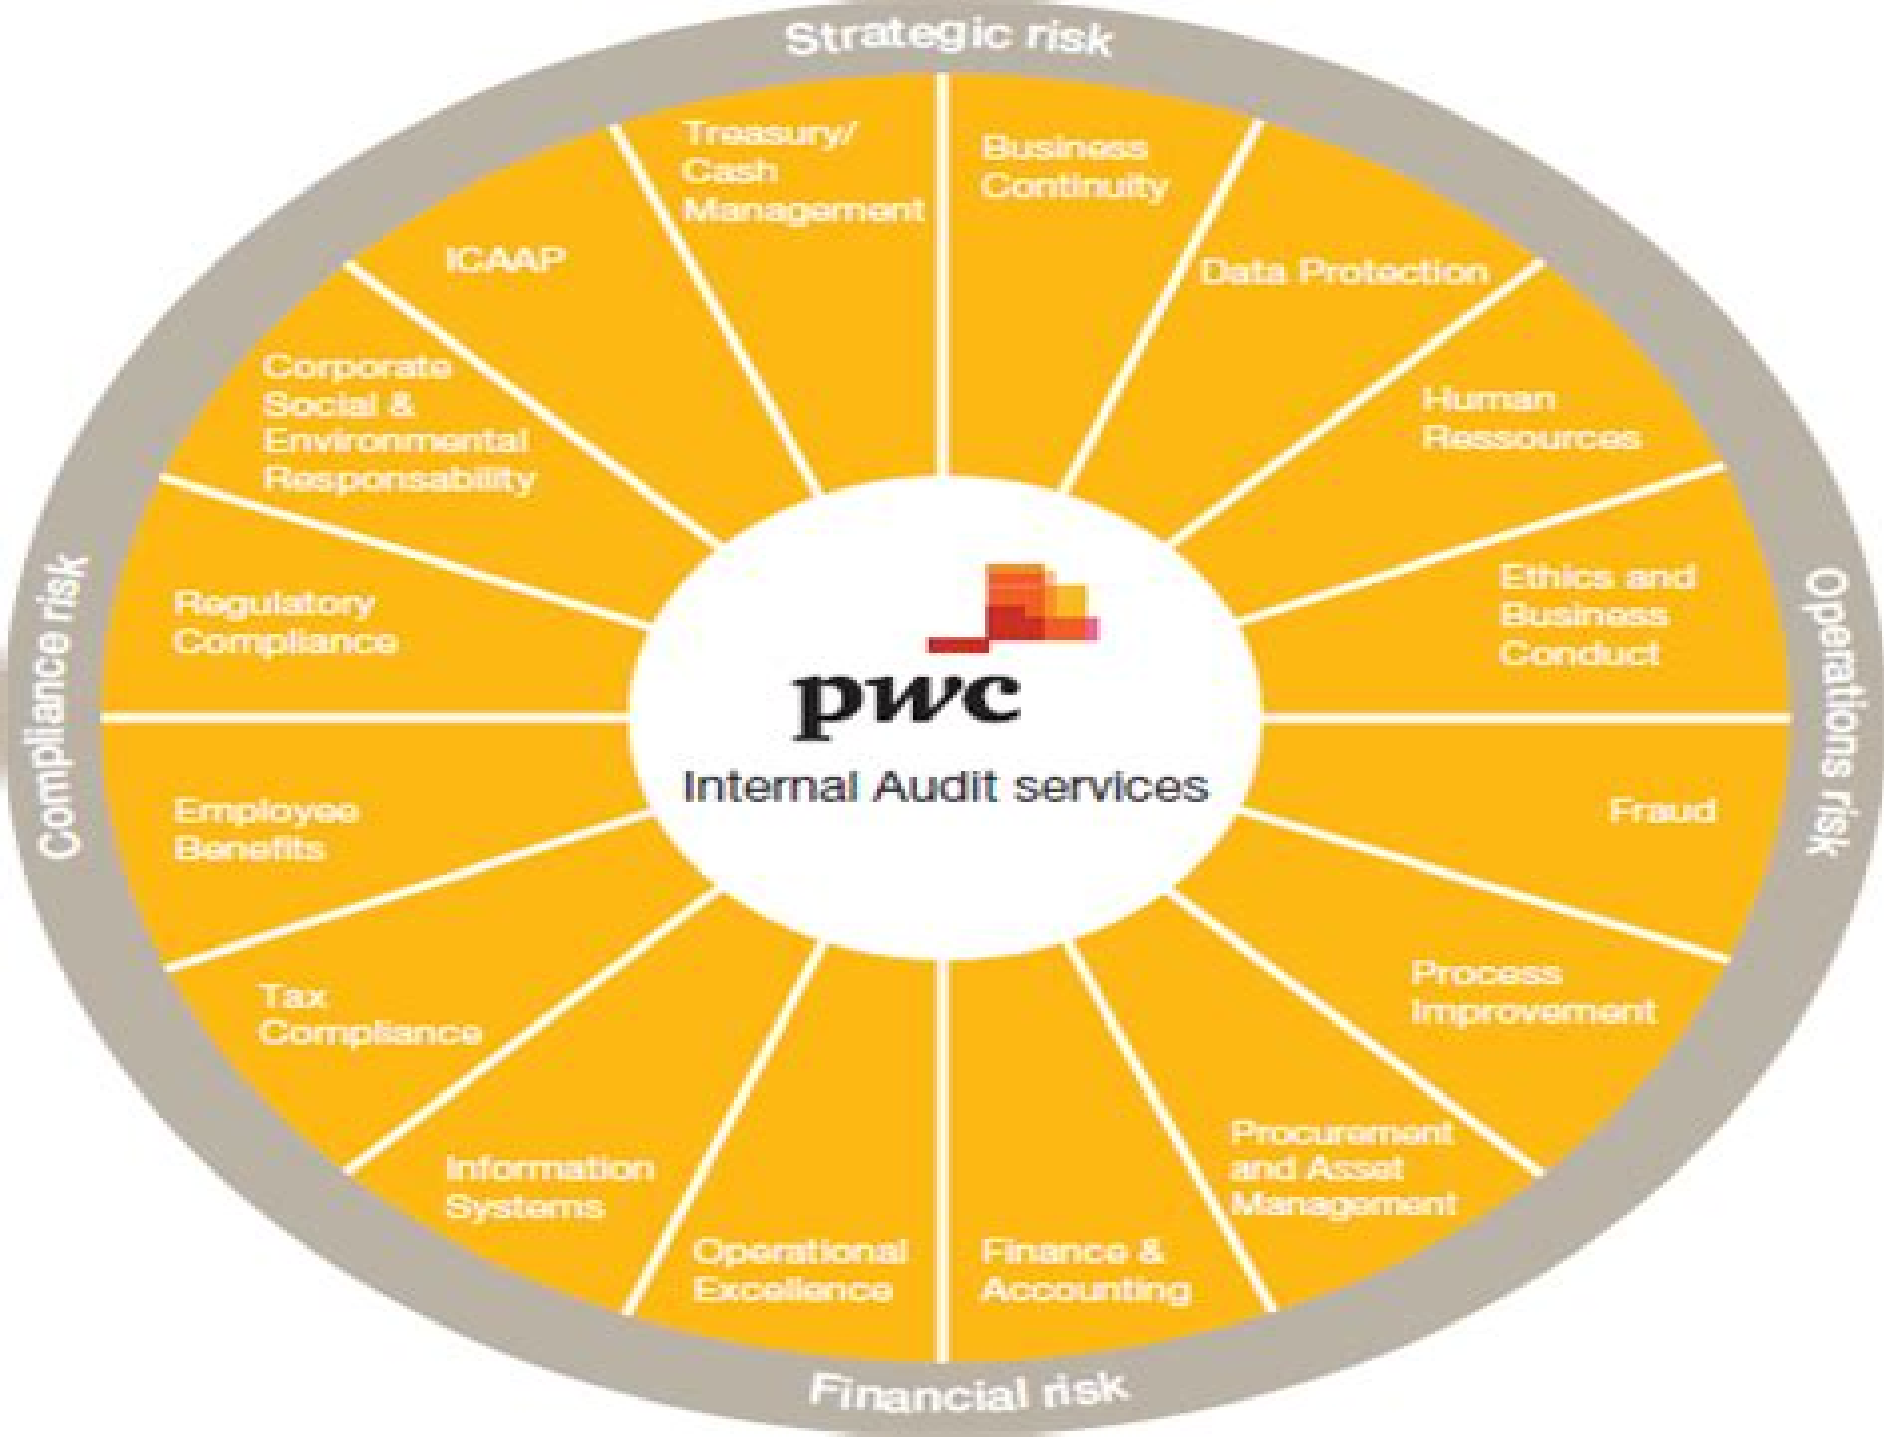 Strategic risk
Treasury/
Cash
Management
Business
Continuity
Data Protection
Human
Ressources
Ethics and
Business
Conduct
Operations risk
Fraud
Process
Improvement
Procurement
and Asset
Management
Finance &
Accounting
Financial risk
Operational
Excellence
Information
Systems
Tax
Compliance
Employee
Benefits
Compliance risk
Regulatory
Compliance
Corporate
Social &
Environmental
Responsability
ICAAP
pwc
Internal Audit services